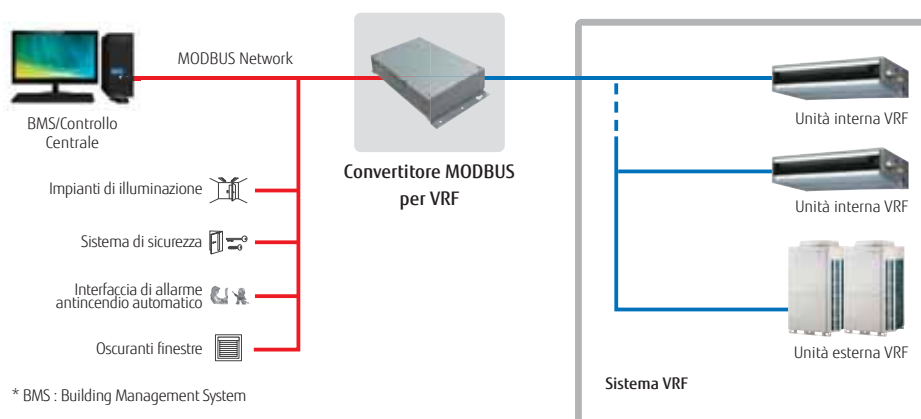 MODBUS Network
BMS/Controllo
Centrale
Impianti di illuminazione
Sistema di sicurezza
Interfaccia di allarme
antincendio automatico
Oscuranti finestre
* BMS : Building Management System
Convertitore MODBUS
per VRF
Unità interna VRF
Unità interna VRF
Unità esterna VRF
Sistema VRF